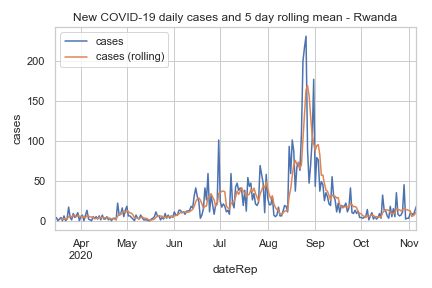 New COVID-19 daily cases and 5 day rolling mean - Rwanda
cases
cases (rolling)
200
150
100
50
0
cases
Apr May Jun Jul Aug Sep Oct Nov
2020
dateRep